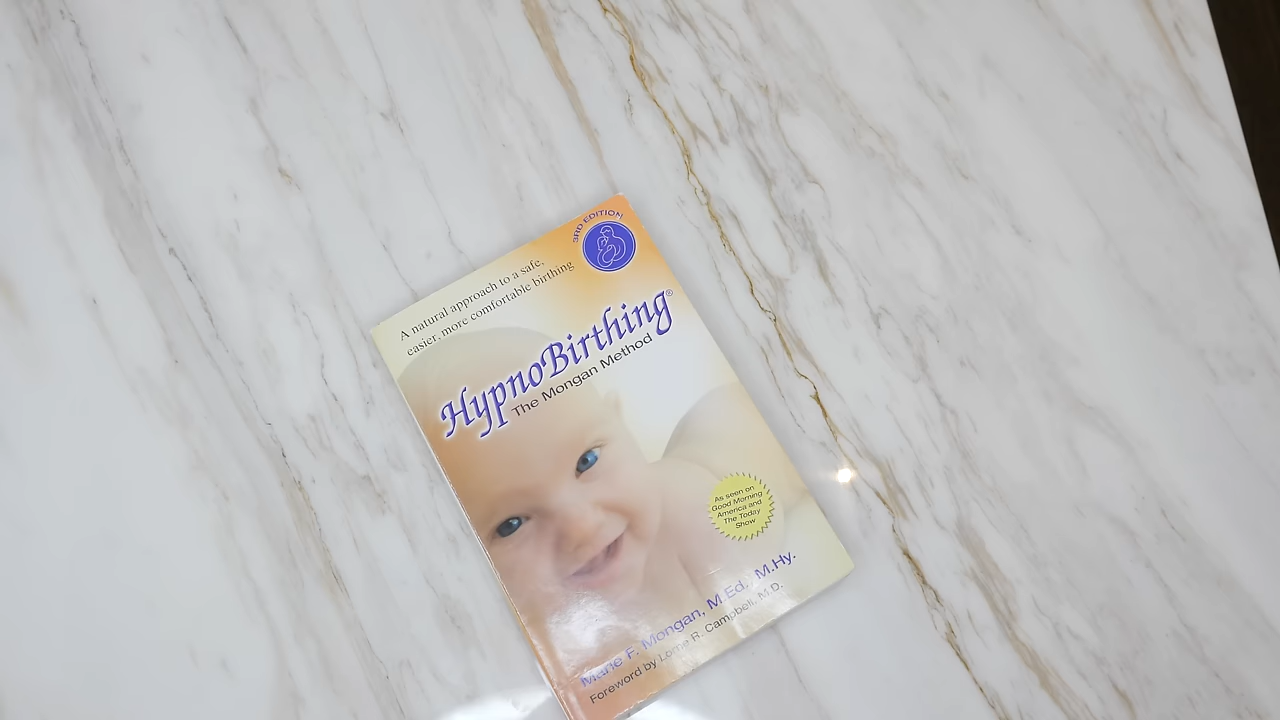 3RD EDITION
A natural approach to a safe,
easier, more comfortable birthing
HypnoBirthing®
The Mongan Method
As seen on
Good Morning
America and
The Today
Show
Marie F. Mongan, M.Ed., M.Hy.
Foreword by Lorne R. Campbell, M.D.